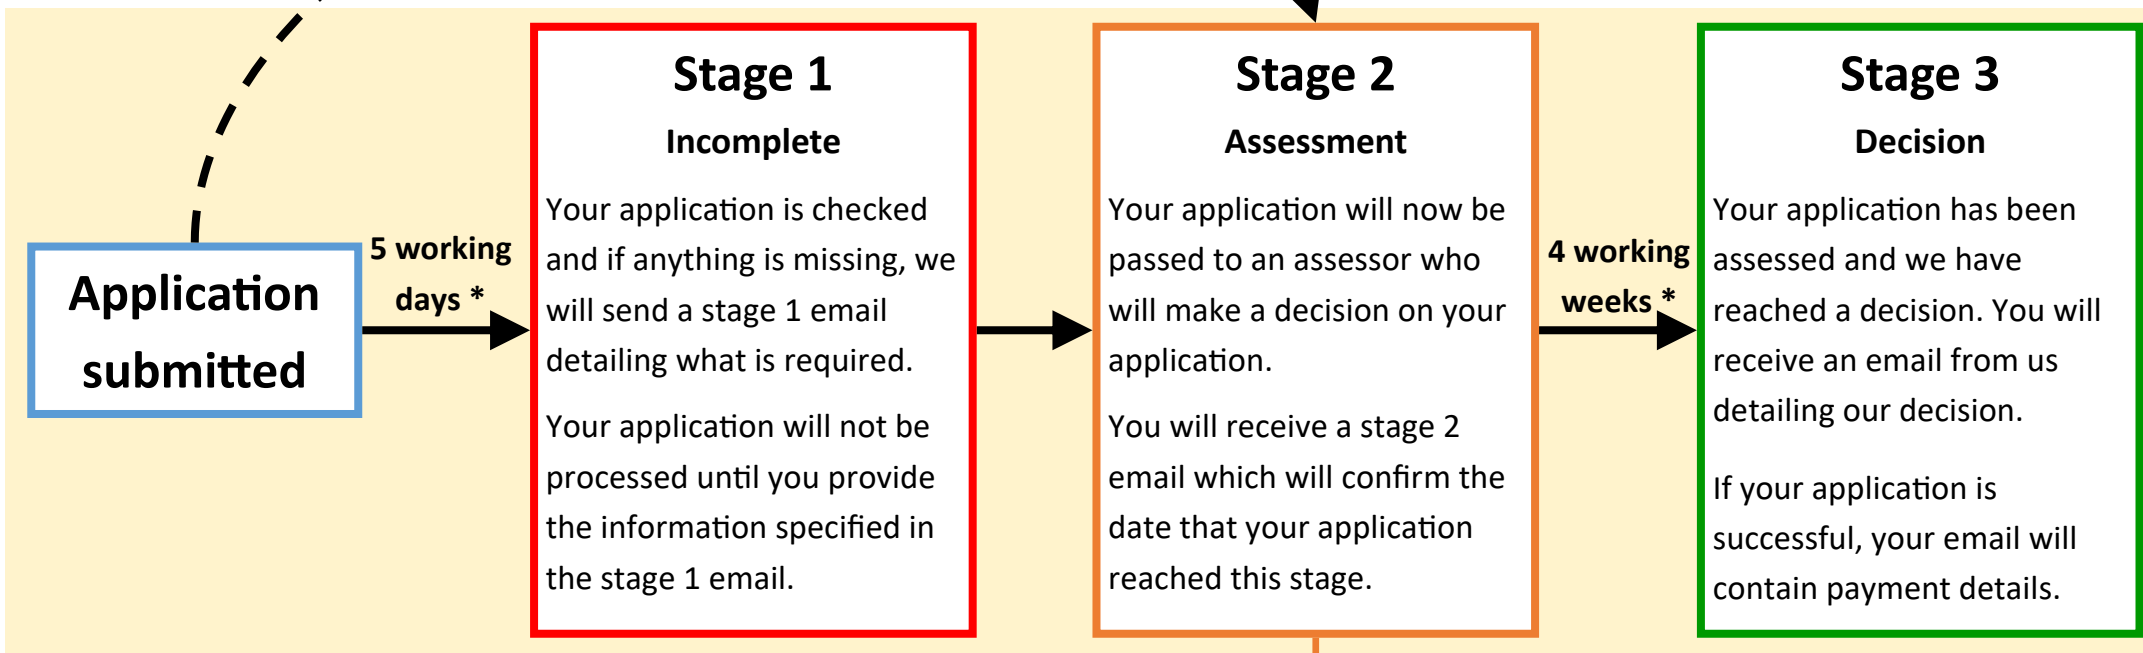 Application
submitted
5 working
days *
Stage 1
Incomplete
Your application is checked
and if anything is missing, we
will send a stage 1 email
detailing what is required.
Your application will not be
processed until you provide
the information specified in
the stage 1 email.
Stage 2
Assessment
Your application will now be
passed to an assessor who
will make a decision on your
application.
You will receive a stage 2
email which will confirm the
date that your application
reached this stage.
4 working
weeks *
Stage 3
Decision
Your application has been
assessed and we have
reached a decision. You will
receive an email from us
detailing our decision.
If your application is
successful, your email will
contain payment details.